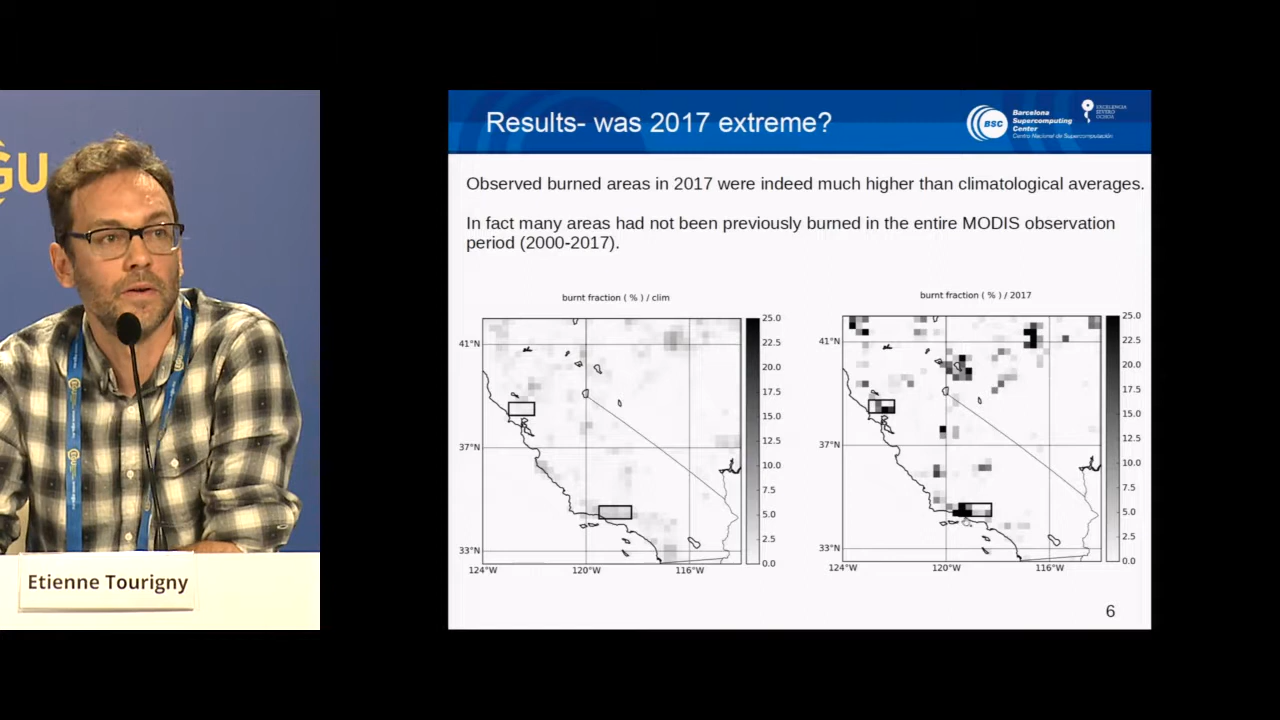 GU
Etienne Tourigny
Results- was 2017 extreme?
BSC
Barcelona
Supercomputing
Center
Centro Nacional de Supercomputación
EXCELENCIA
SEVERO
OCHOA
Observed burned areas in 2017 were indeed much higher than climatological averages.
In fact many areas had not been previously burned in the entire MODIS observation
period (2000-2017).
burnt fraction ( % ) / clim
41°N
37°N
33°N
124°W 120°W 116°W
25.0
22.5
20.0
17.5
15.0
12.5
10.0
7.5
5.0
2.5
0.0
burnt fraction ( % ) / 2017
41°N
37°N
33°N
124°W 120°W 116°W
25.0
22.5
20.0
17.5
15.0
12.5
10.0
7.5
5.0
2.5
0.0
6